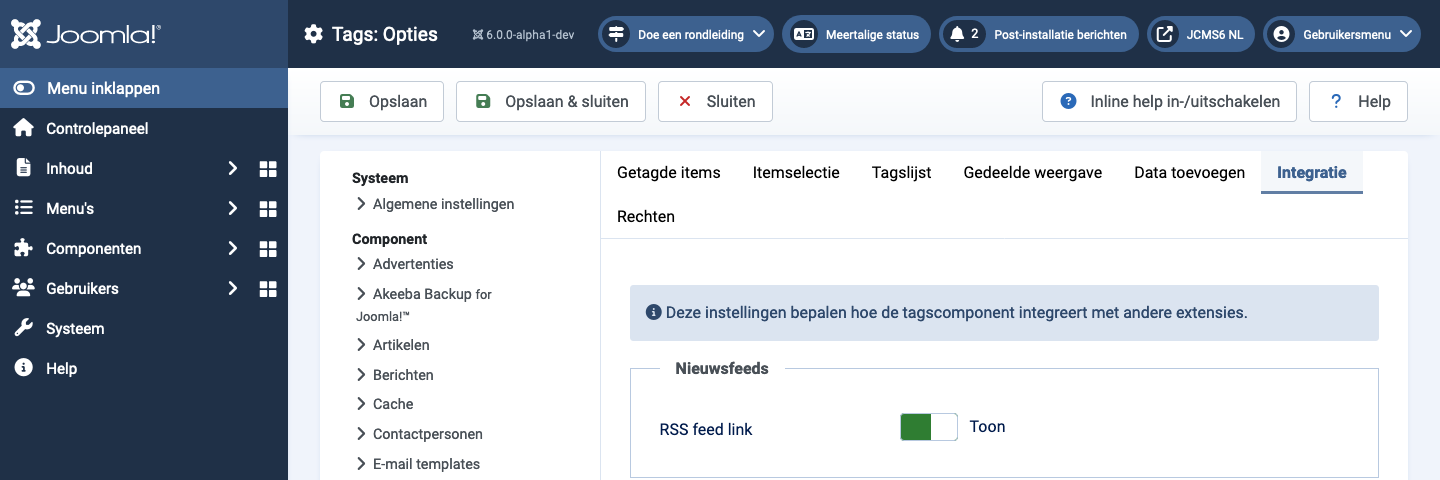 Joomla!®
Tags: Opties
6.0.0-alpha1-dev
Doe een rondleiding
Meertalige status
2 Post-installatie berichten
JCMS6 NL
Gebruikersmenu
Menu inklappen
Controlepaneel
Inhoud
Menu's
Componenten
Gebruikers
Systeem
Help
Opslaan
Opslaan & sluiten
Sluiten
Inline help in-/uitschakelen
Help
Systeem
Algemene instellingen
Component
Advertenties
Akeeba Backup for
Joomla!™
Artikelen
Berichten
Cache
Contactpersonen
E-mail templates
Getagde items
Itemselectie
Tagslijst
Gedeelde weergave
Data toevoegen
Integratie
Rechten
Deze instellingen bepalen hoe de tagscomponent integreert met andere extensies.
Nieuwsfeeds
RSS feed link
Toon